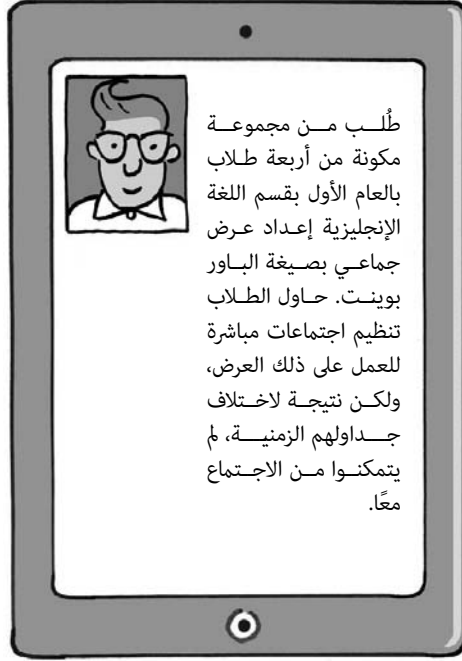 طُلب من مجموعة
مكونة من أربعة طلاب
بالعام الأول بقسم اللغة
الإنجليزية إعداد عرض
جماعي بصيغة الباور
بوينت. حاول الطلاب
تنظيم اجتماعات مباشرة
للعمل على ذلك العرض،
ولكن نتيجة لاختلاف
جداولهم الزمنية، لم
يتمكنوا من الاجتماع
معًا.